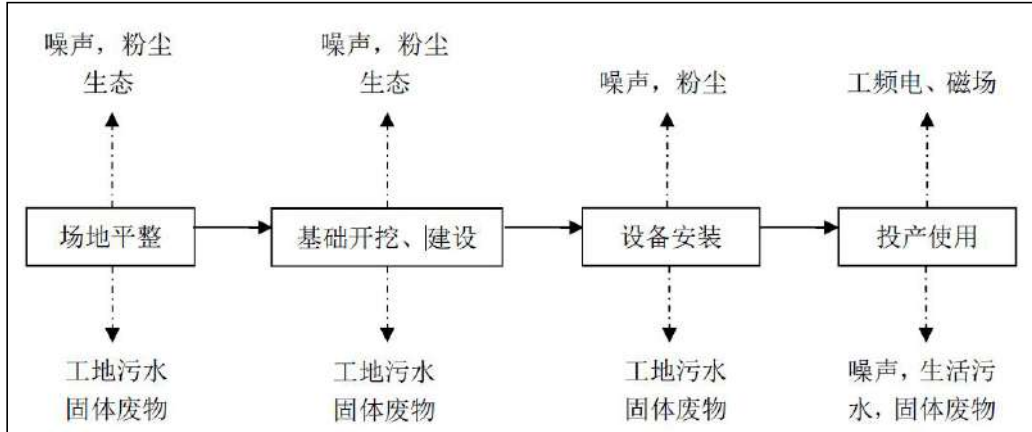 噪声，粉尘
生态
噪声，粉尘
生态
噪声，粉尘
工频电、磁场
场地平整
基础开挖、建设
设备安装
投产使用
工地污水
固体废物
工地污水
固体废物
工地污水
固体废物
噪声，生活污
水，固体废物